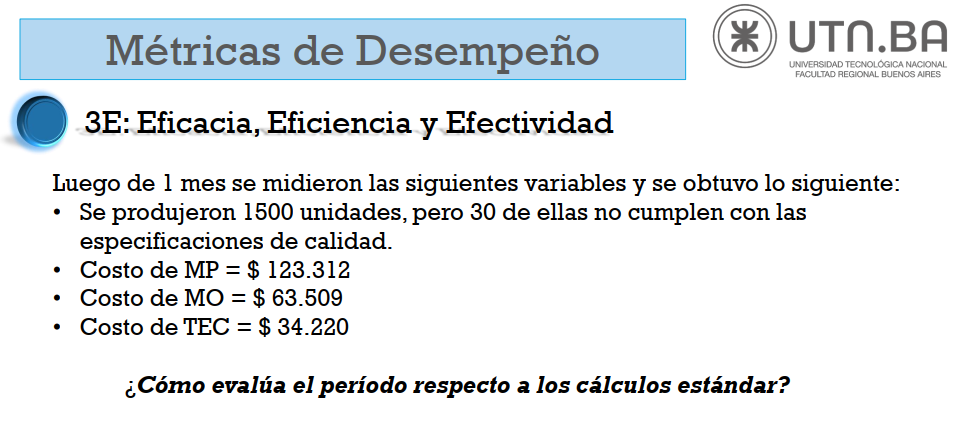 Métricas de Desempeño
UTN.BA
UNIVERSIDAD TECNOLÓGICA NACIONAL
FACULTAD REGIONAL BUENOS AIRES
3E: Eficacia, Eficiencia y Efectividad
Luego de 1 mes se midieron las siguientes variables y se obtuvo lo siguiente:
• Se produjeron 1500 unidades, pero 30 de ellas no cumplen con las
especificaciones de calidad.
• Costo de MP = $ 123.312
• Costo de MO = $ 63.509
• Costo de TEC = $ 34.220
¿Cómo evalúa el período respecto a los cálculos estándar?